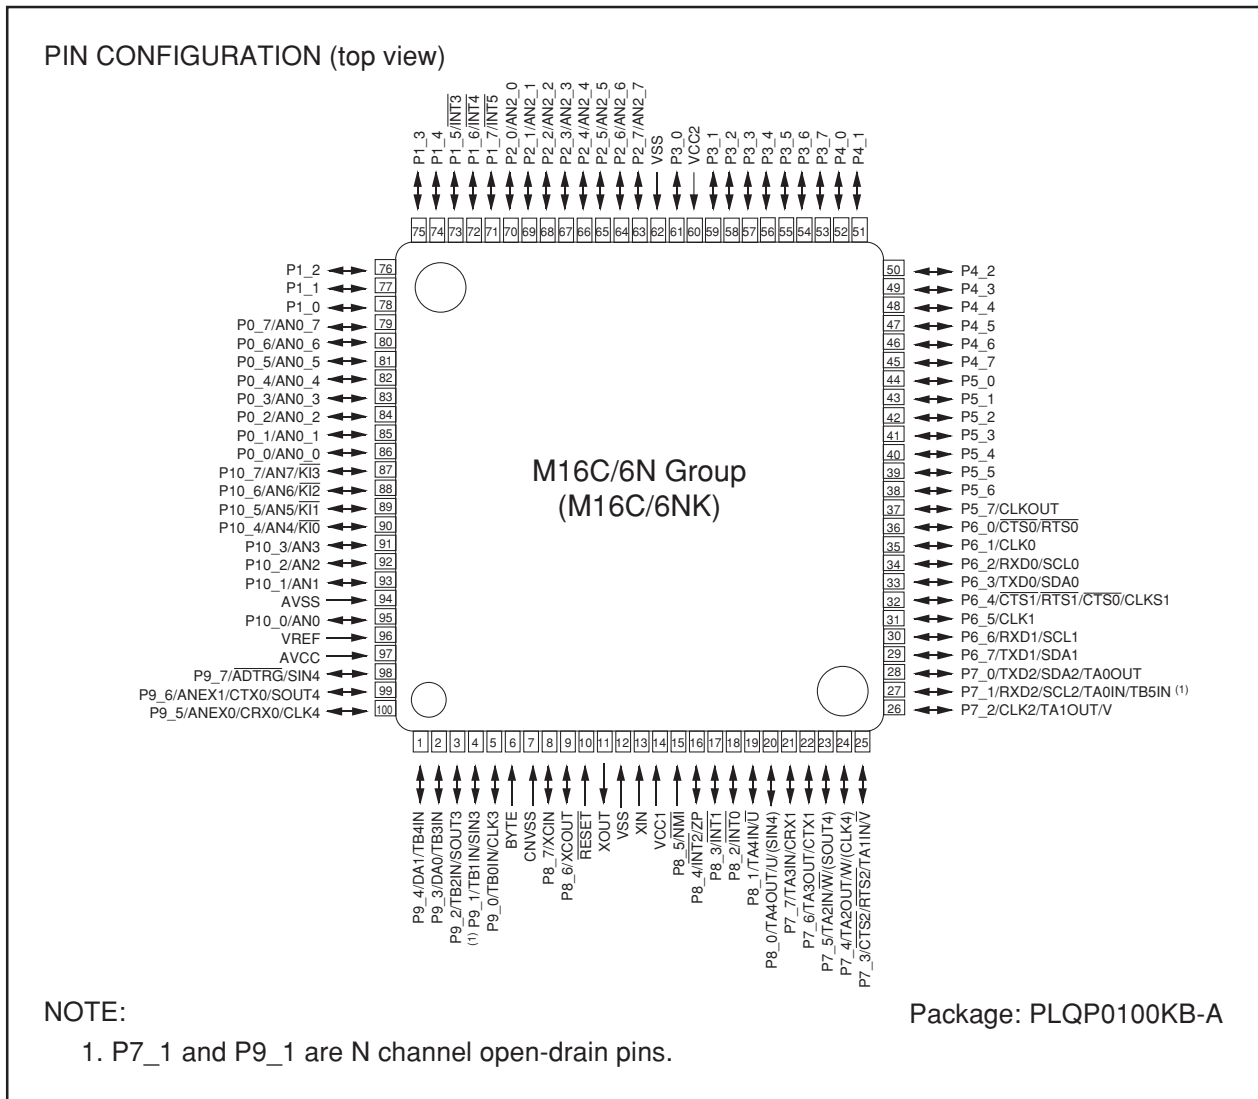 PIN CONFIGURATION (top view)
P1_3
P1_4
P1_5/INT3
P1_6/INT4
P1_7/INT5
P2_0/AN2_0
P2_1/AN2_1
P2_2/AN2_2
P2_3/AN2_3
P2_4/AN2_4
P2_5/AN2_5
P2_6/AN2_6
P2_7/AN2_7
VSS
P3_0
VCC2
P3_1
P3_2
P3_3
P3_4
P3_5
P3_6
P3_7
P4_0
P4_1
75 74 73 72 71 70 69 68 67 66 65 64 63 62 61 60 59 58 57 56 55 54 53 52 51
P1_2 76
P1_1 77
P1_0 78
P0_7/AN0_7 79
P0_6/AN0_6 80
P0_5/AN0_5 81
P0_4/AN0_4 82
P0_3/AN0_3 83
P0_2/AN0_2 84
P0_1/AN0_1 85
P0_0/AN0_0 86
P10_7/AN7/KI3 87
P10_6/AN6/KI2 88
P10_5/AN5/KI1 89
P10_4/AN4/KI0 90
P10_3/AN3 91
P10_2/AN2 92
P10_1/AN1 93
AVSS 94
P10_0/AN0 95
VREF 96
AVCC 97
P9_7/ADTRG/SIN4 98
P9_6/ANEX1/CTX0/SOUT4 99
P9_5/ANEX0/CRX0/CLK4 100
M16C/6N Group
(M16C/6NK)
50 P4_2
49 P4_3
48 P4_4
47 P4_5
46 P4_6
45 P4_7
44 P5_0
43 P5_1
42 P5_2
41 P5_3
40 P5_4
39 P5_5
38 P5_6
37 P5_7/CLKOUT
36 P6_0/CTS0/RTS0
35 P6_1/CLK0
34 P6_2/RXD0/SCL0
33 P6_3/TXD0/SDA0
32 P6_4/CTS1/RTS1/CTS0/CLKS1
31 P6_5/CLK1
30 P6_6/RXD1/SCL1
29 P6_7/TXD1/SDA1
28 P7_0/TXD2/SDA2/TA0OUT
27 P7_1/RXD2/SCL2/TA0IN/TB5IN (1)
26 P7_2/CLK2/TA1OUT/V
1 2 3 4 5 6 7 8 9 10 11 12 13 14 15 16 17 18 19 20 21 22 23 24 25
P9_4/DA1/TB4IN
P9_3/DA0/TB3IN
P9_2/TB2IN/SOUT3
(1) P9_1/TB1IN/SIN3
P9_0/TB0IN/CLK3
BYTE
CNVSS
P8_7/XCIN
P8_6/XCOUT
RESET
XOUT
VSS
XIN
VCC1
P8_5/NMI
P8_4/INT2/ZP
P8_3/INT1
P8_2/INT0
P8_1/TA4IN/U
P8_0/TA4OUT/U/(SIN4)
P7_7/TA3IN/CRX1
P7_6/TA3OUT/CTX1
P7_5/TA2IN/W/(SOUT4)
P7_4/TA2OUT/W/(CLK4)
P7_3/CTS2/RTS2/TA1IN/V
NOTE:
1. P7_1 and P9_1 are N channel open-drain pins.
Package: PLQP0100KB-A